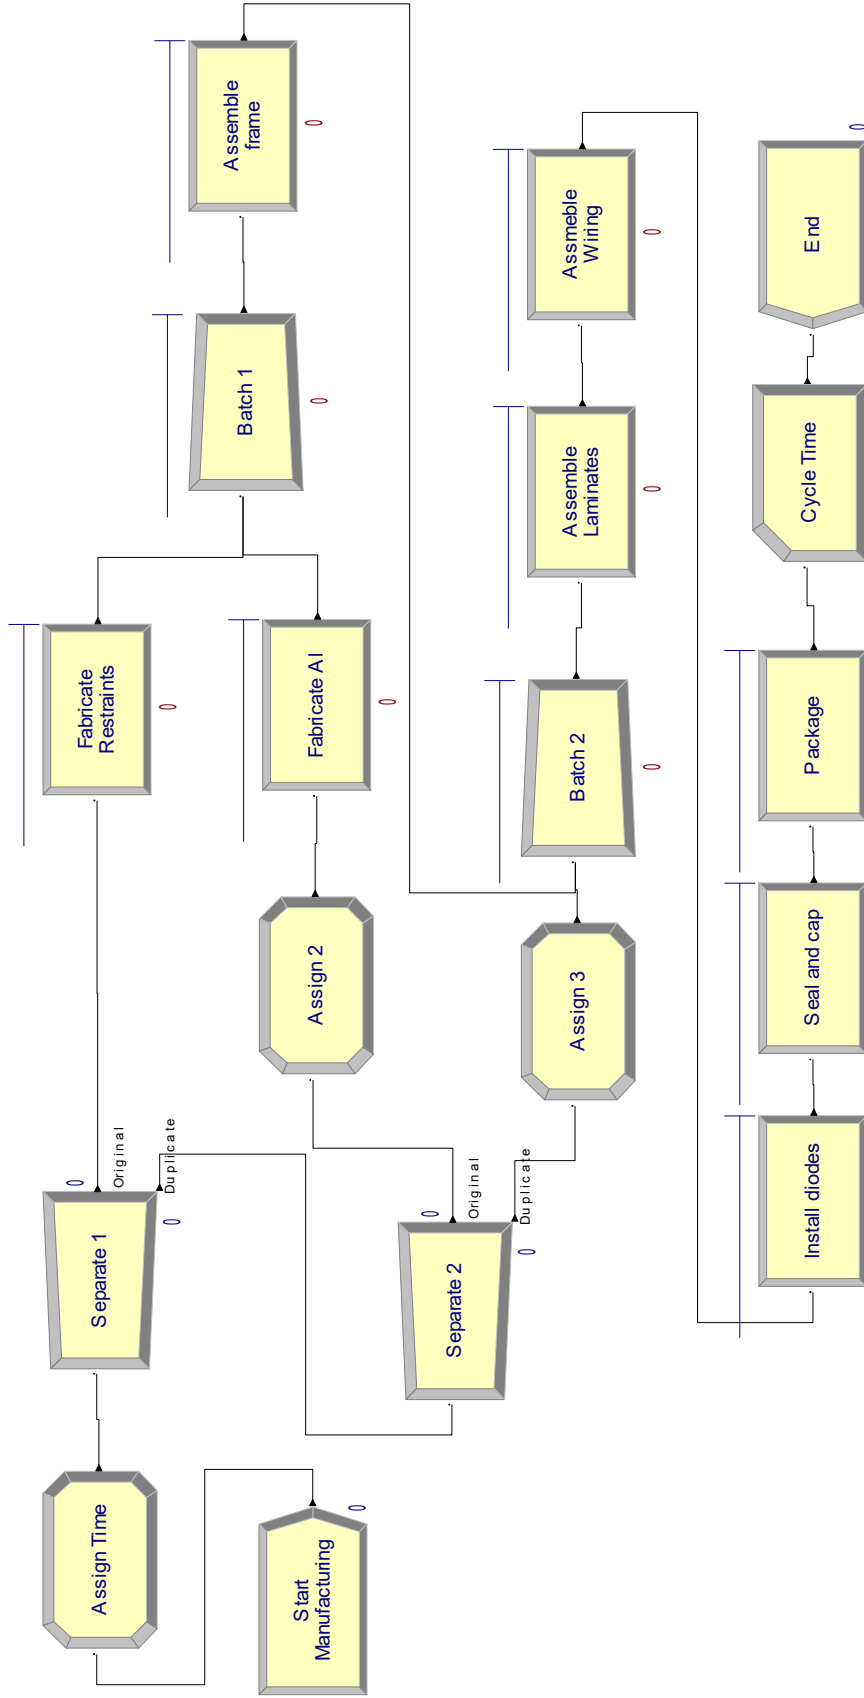 Assign Time
0
Separate 1
Original
Duplicate
0
Fabricate
Restraints
0
Start
Manufacturing
0
Assign 2
Fabricate Al
0
Batch 1
0
Assemble
frame
0
0
Separate 2
Original
Duplicate
0
Assign 3
Batch 2
0
Assemble
Laminates
0
Assmeble
Wiring
0
Install diodes
Seal and cap
Package
Cycle Time
End
0